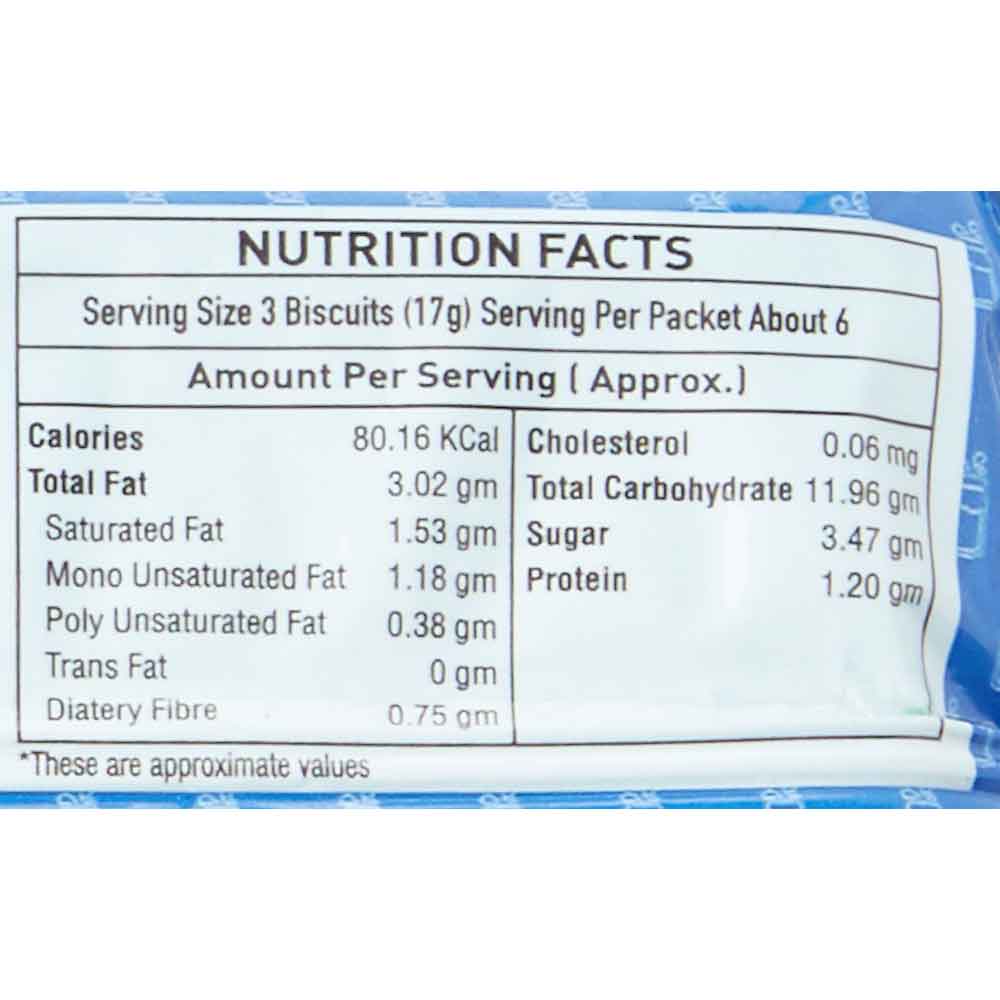 NUTRITION FACTS
Serving Size 3 Biscuits (17g) Serving Per Packet About 6
Amount Per Serving ( Approx.)
Calories 80.16 KCal
Total Fat 3.02 gm
Saturated Fat 1.53 gm
Mono Unsaturated Fat 1.18 gm
Poly Unsaturated Fat 0.38 gm
Trans Fat 0 gm
Diatery Fibre 0.75 gm
Cholesterol 0.06 mg
Total Carbohydrate 11.96 gm
Sugar 3.47 gm
Protein 1.20 gm
*These are approximate values